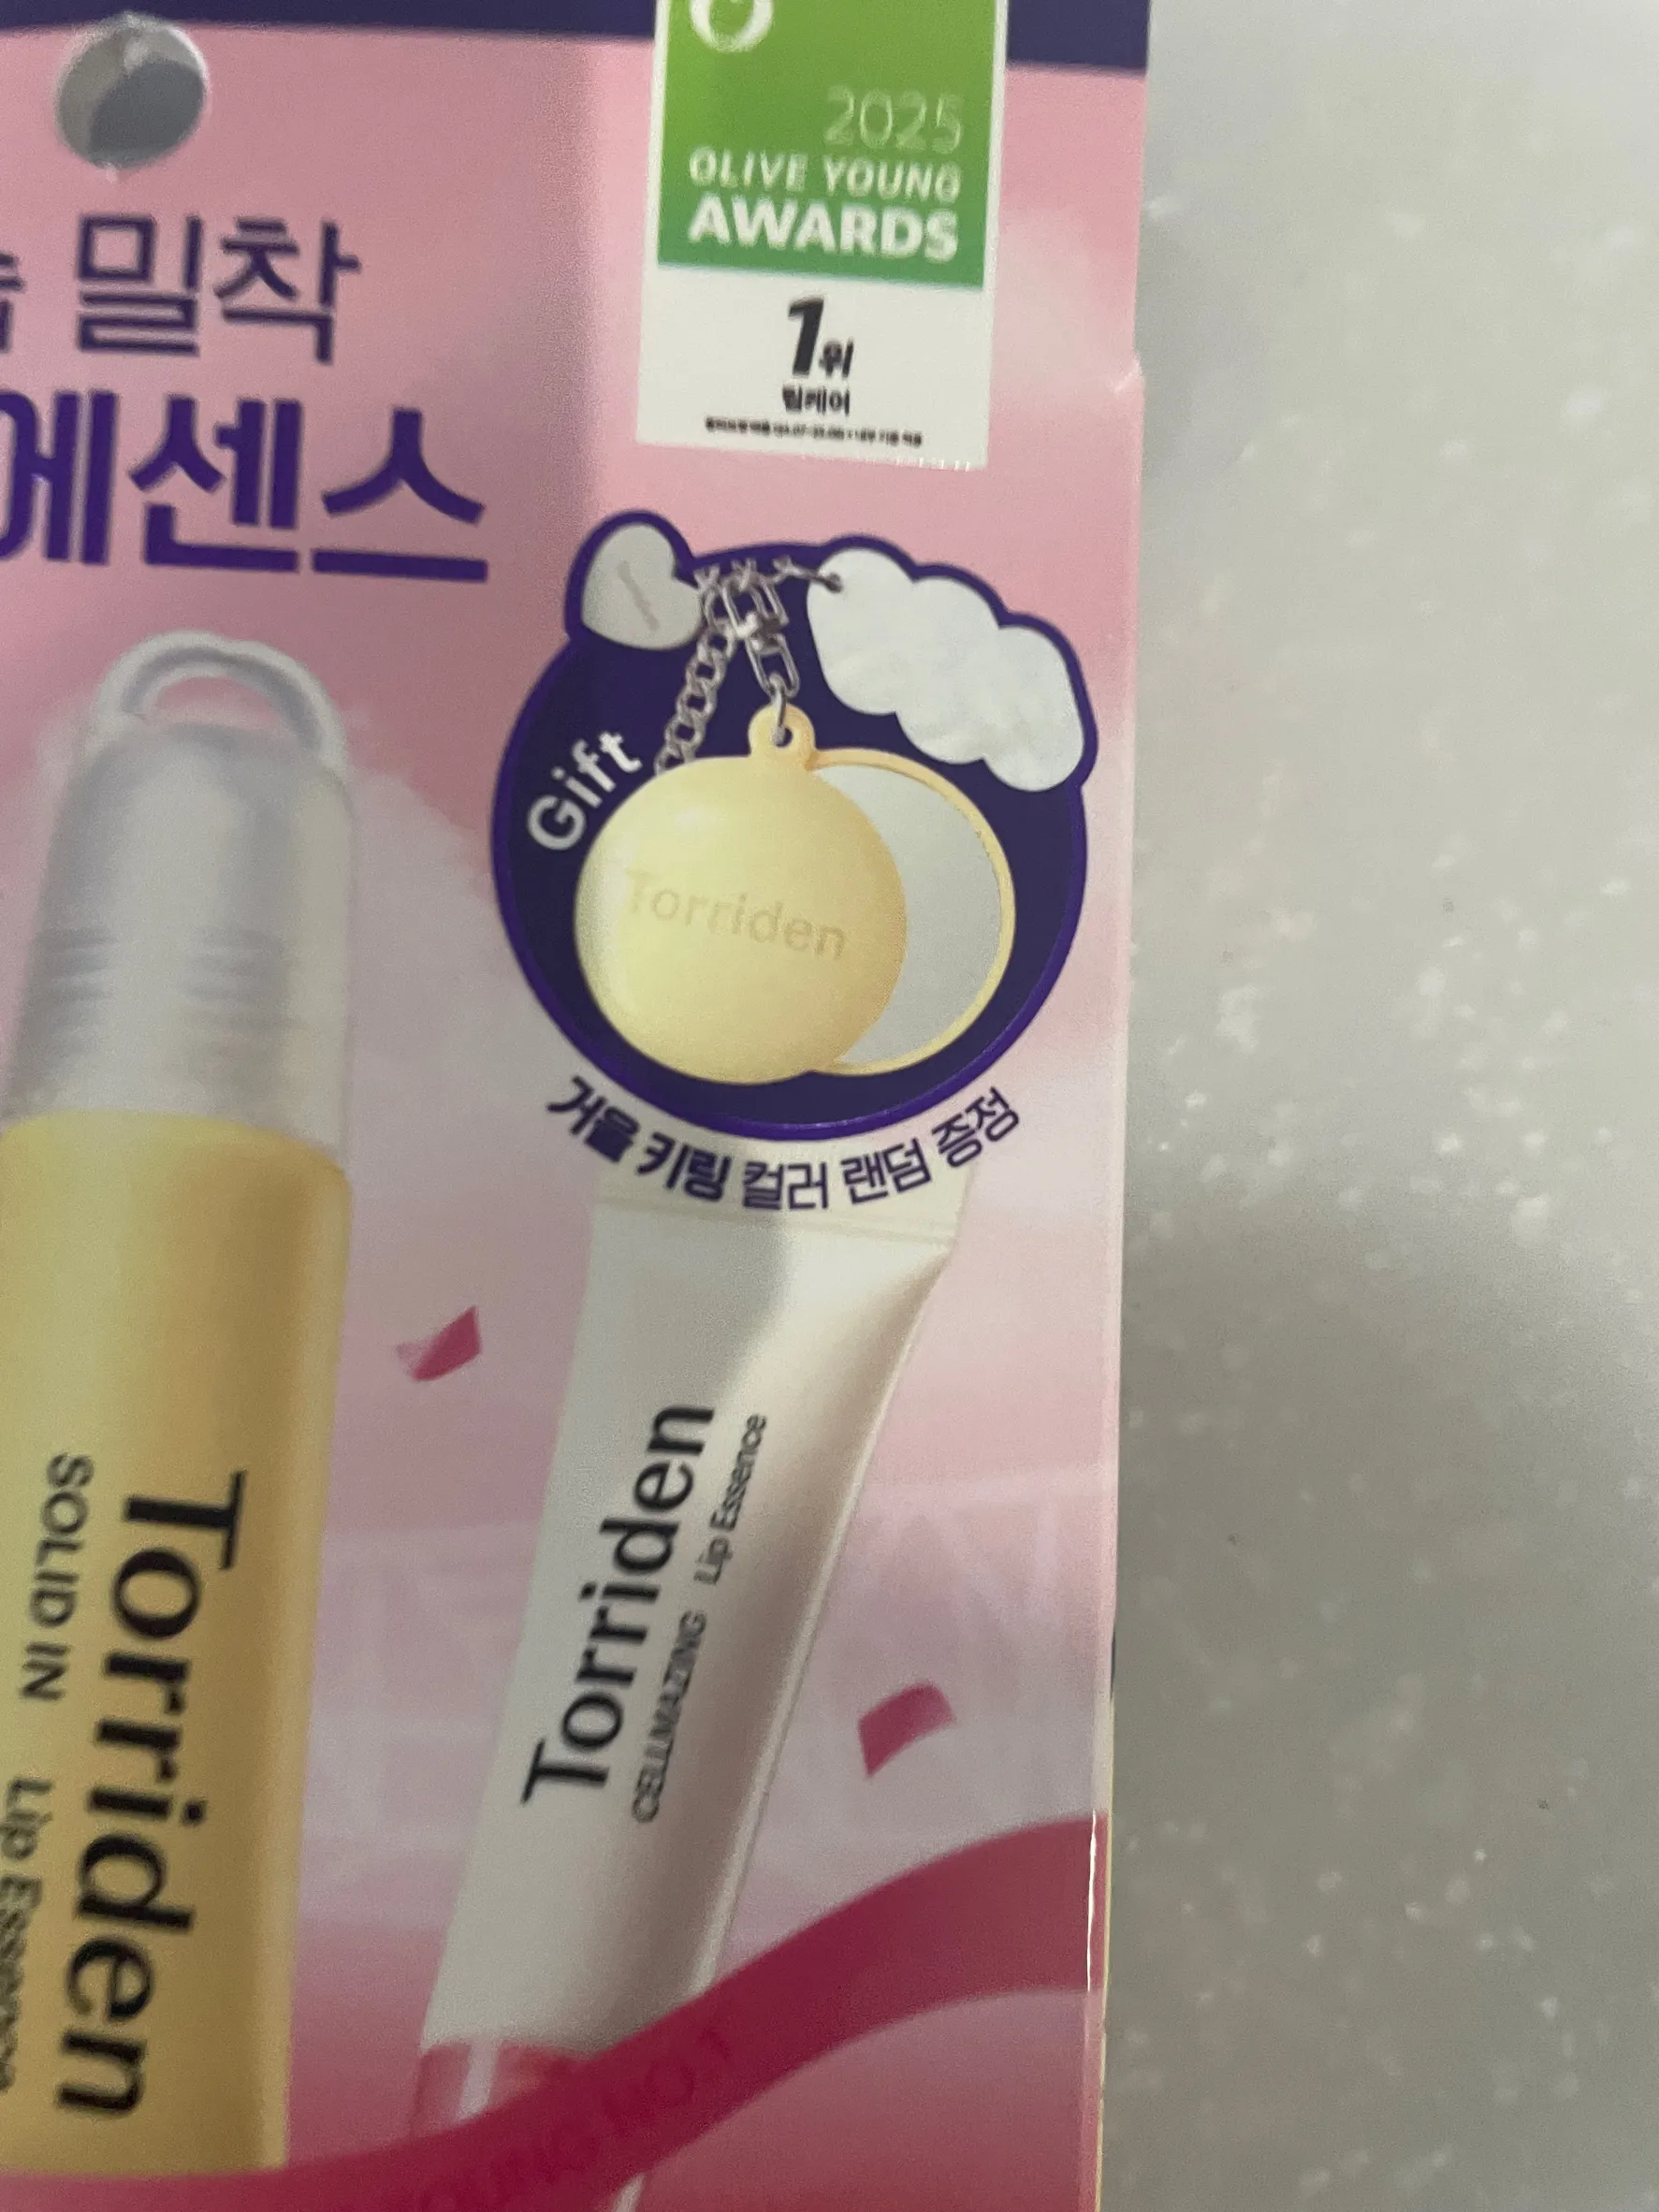 2025
OLIVE YOUNG
AWARDS
1위
립케어
밀착
에센스
Gift
Torriden
거울 키링 컬러 랜덤 증정
Torriden
SOLID IN Lip Essence
Torriden
CELLMAZING Lip Essence